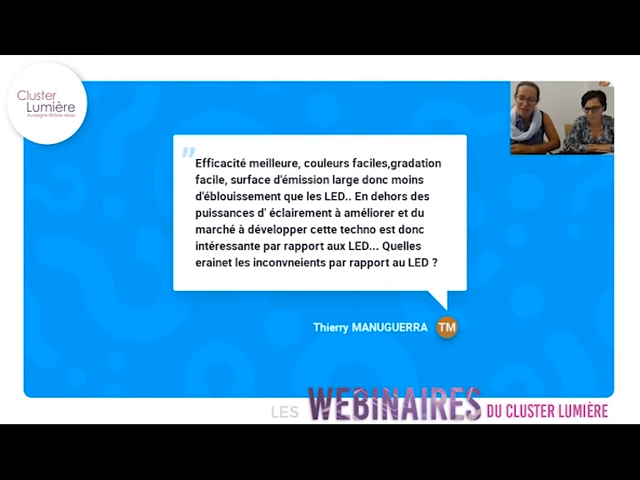 Cluster
Lumière
Auvergne-Rhône-Alpes
Efficacité meilleure, couleurs faciles,gradation
facile, surface d'émission large donc moins
d'éblouissement que les LED.. En dehors des
puissances d' éclairement à améliorer et du
marché à développer cette techno est donc
intéressante par rapport aux LED... Quelles
erainet les inconvneients par rapport au LED ?
Thierry MANUGUERRA TM
LES WEBINAIRES DU CLUSTER LUMIÈRE